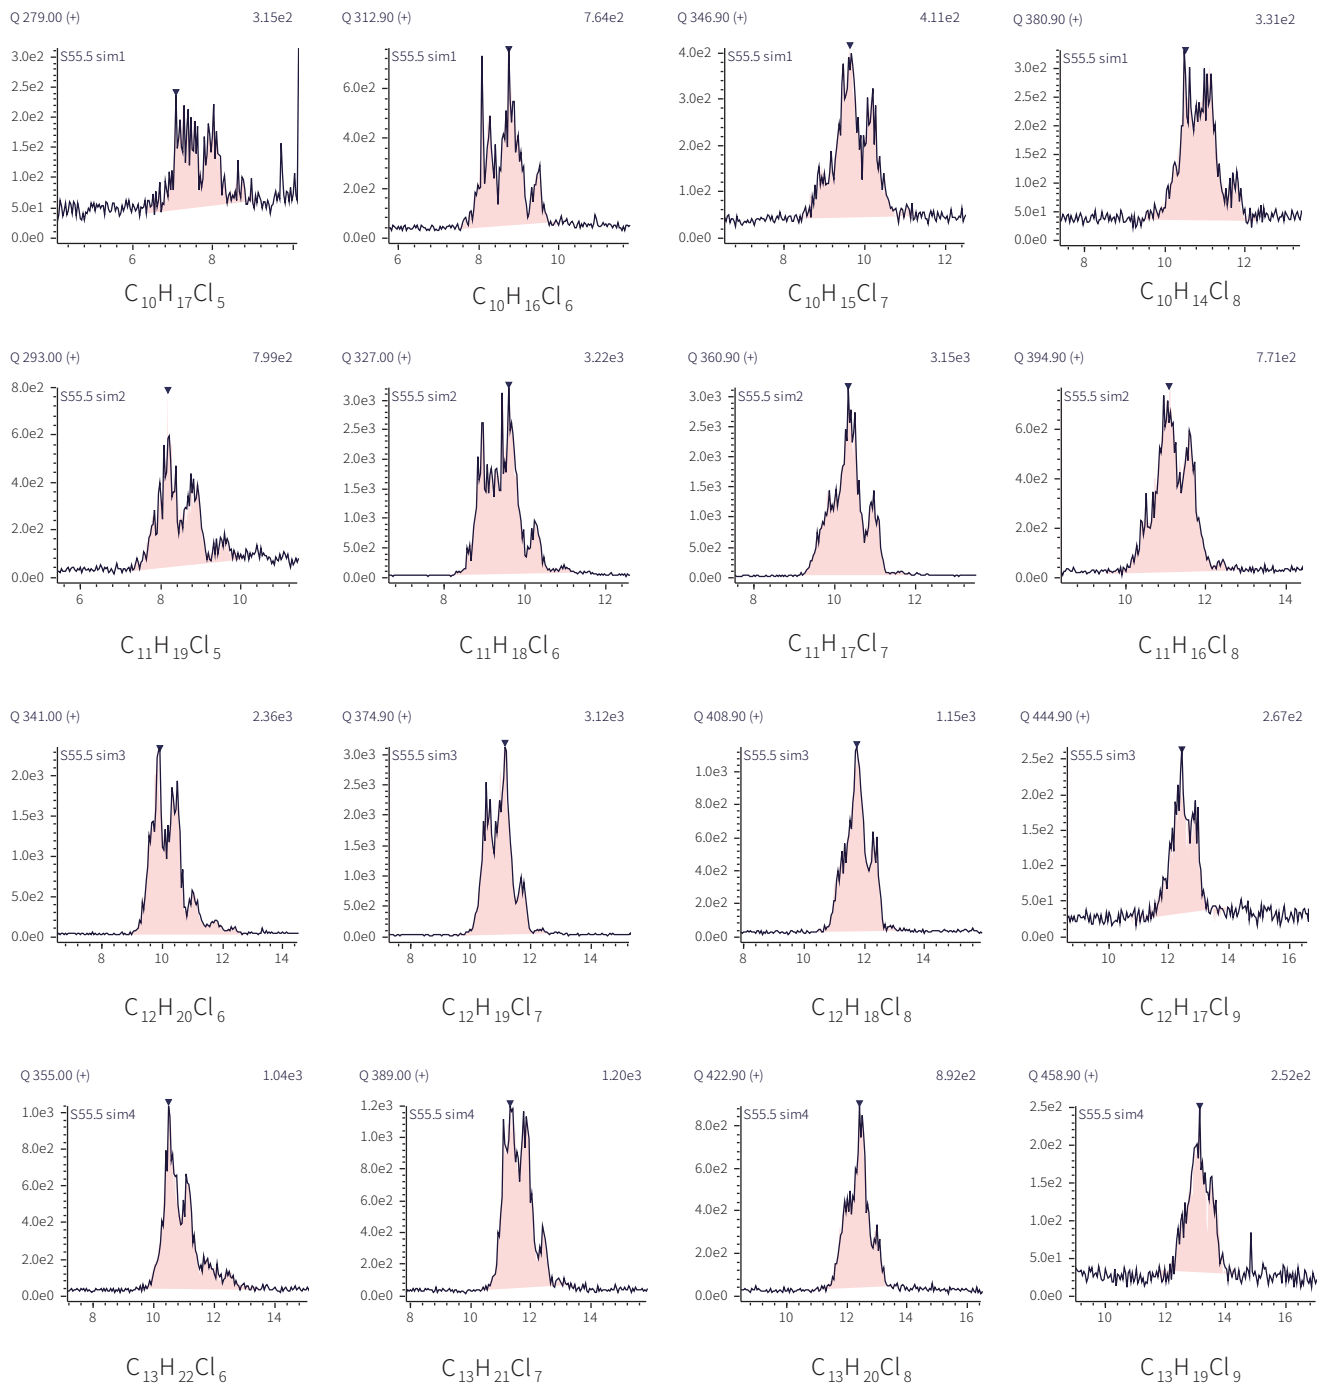 Q 279.00 (+) 3.15e2
S55.5 sim1
3.0e2
2.5e2
2.0e2
1.5e2
1.0e2
5.0e1
0.0e0
6 8 10
C10H17Cl5
Q 312.90 (+) 7.64e2
S55.5 sim1
6.0e2
4.0e2
2.0e2
0.0e0
6 8 10
C10H16Cl6
Q 346.90 (+) 4.11e2
4.0e2
S55.5 sim1
3.0e2
2.0e2
1.0e2
0.0e0
8 10 12
C10H15Cl7
Q 380.90 (+) 3.31e2
S55.5 sim1
3.0e2
2.5e2
2.0e2
1.5e2
1.0e2
5.0e1
0.0e0
8 10 12
C10H14Cl8
Q 293.00 (+) 7.99e2
8.0e2
S55.5 sim2
6.0e2
4.0e2
2.0e2
0.0e0
6 8 10
C11H19Cl5
Q 327.00 (+) 3.22e3
S55.5 sim2
3.0e3
2.5e3
2.0e3
1.5e3
1.0e3
5.0e2
0.0e0
8 10 12
C11H18Cl6
Q 360.90 (+) 3.15e3
S55.5 sim2
3.0e3
2.5e3
2.0e3
1.5e3
1.0e3
5.0e2
0.0e0
8 10 12
C11H17Cl7
Q 394.90 (+) 7.71e2
S55.5 sim2
6.0e2
4.0e2
2.0e2
0.0e0
10 12 14
C11H16Cl8
Q 341.00 (+) 2.36e3
S55.5 sim3
2.0e3
1.5e3
1.0e3
5.0e2
0.0e0
8 10 12 14
C12H20Cl6
Q 374.90 (+) 3.12e3
S55.5 sim3
3.0e3
2.5e3
2.0e3
1.5e3
1.0e3
5.0e2
0.0e0
8 10 12 14
C12H19Cl7
Q 408.90 (+) 1.15e3
S55.5 sim3
1.0e3
8.0e2
6.0e2
4.0e2
2.0e2
0.0e0
8 10 12 14
C12H18Cl8
Q 444.90 (+) 2.67e2
S55.5 sim3
2.5e2
2.0e2
1.5e2
1.0e2
5.0e1
0.0e0
10 12 14 16
C12H17Cl9
Q 355.00 (+) 1.04e3
1.0e3
S55.5 sim4
8.0e2
6.0e2
4.0e2
2.0e2
0.0e0
8 10 12 14
C13H22Cl6
Q 389.00 (+) 1.20e3
1.2e3
S55.5 sim4
1.0e3
8.0e2
6.0e2
4.0e2
2.0e2
0.0e0
8 10 12 14
C13H21Cl7
Q 422.90 (+) 8.92e2
S55.5 sim4
8.0e2
6.0e2
4.0e2
2.0e2
0.0e0
10 12 14 16
C13H20Cl8
Q 458.90 (+) 2.52e2
2.5e2
S55.5 sim4
2.0e2
1.5e2
1.0e2
5.0e1
0.0e0
10 12 14 16
C13H19Cl9